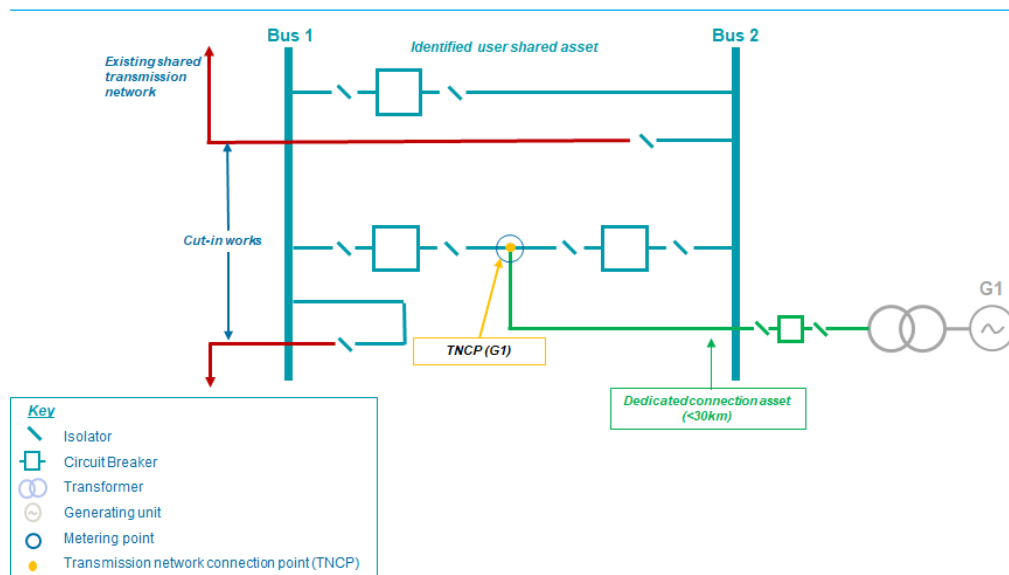 Bus 1
Identified user shared asset
Bus 2
Existing shared
transmission
network
Cut-in works
G1
TNCP (G1)
Dedicated connection asset
(<30km)
Key
Isolator
Circuit Breaker
Transformer
Generating unit
Metering point
Transmission network connection point (TNCP)